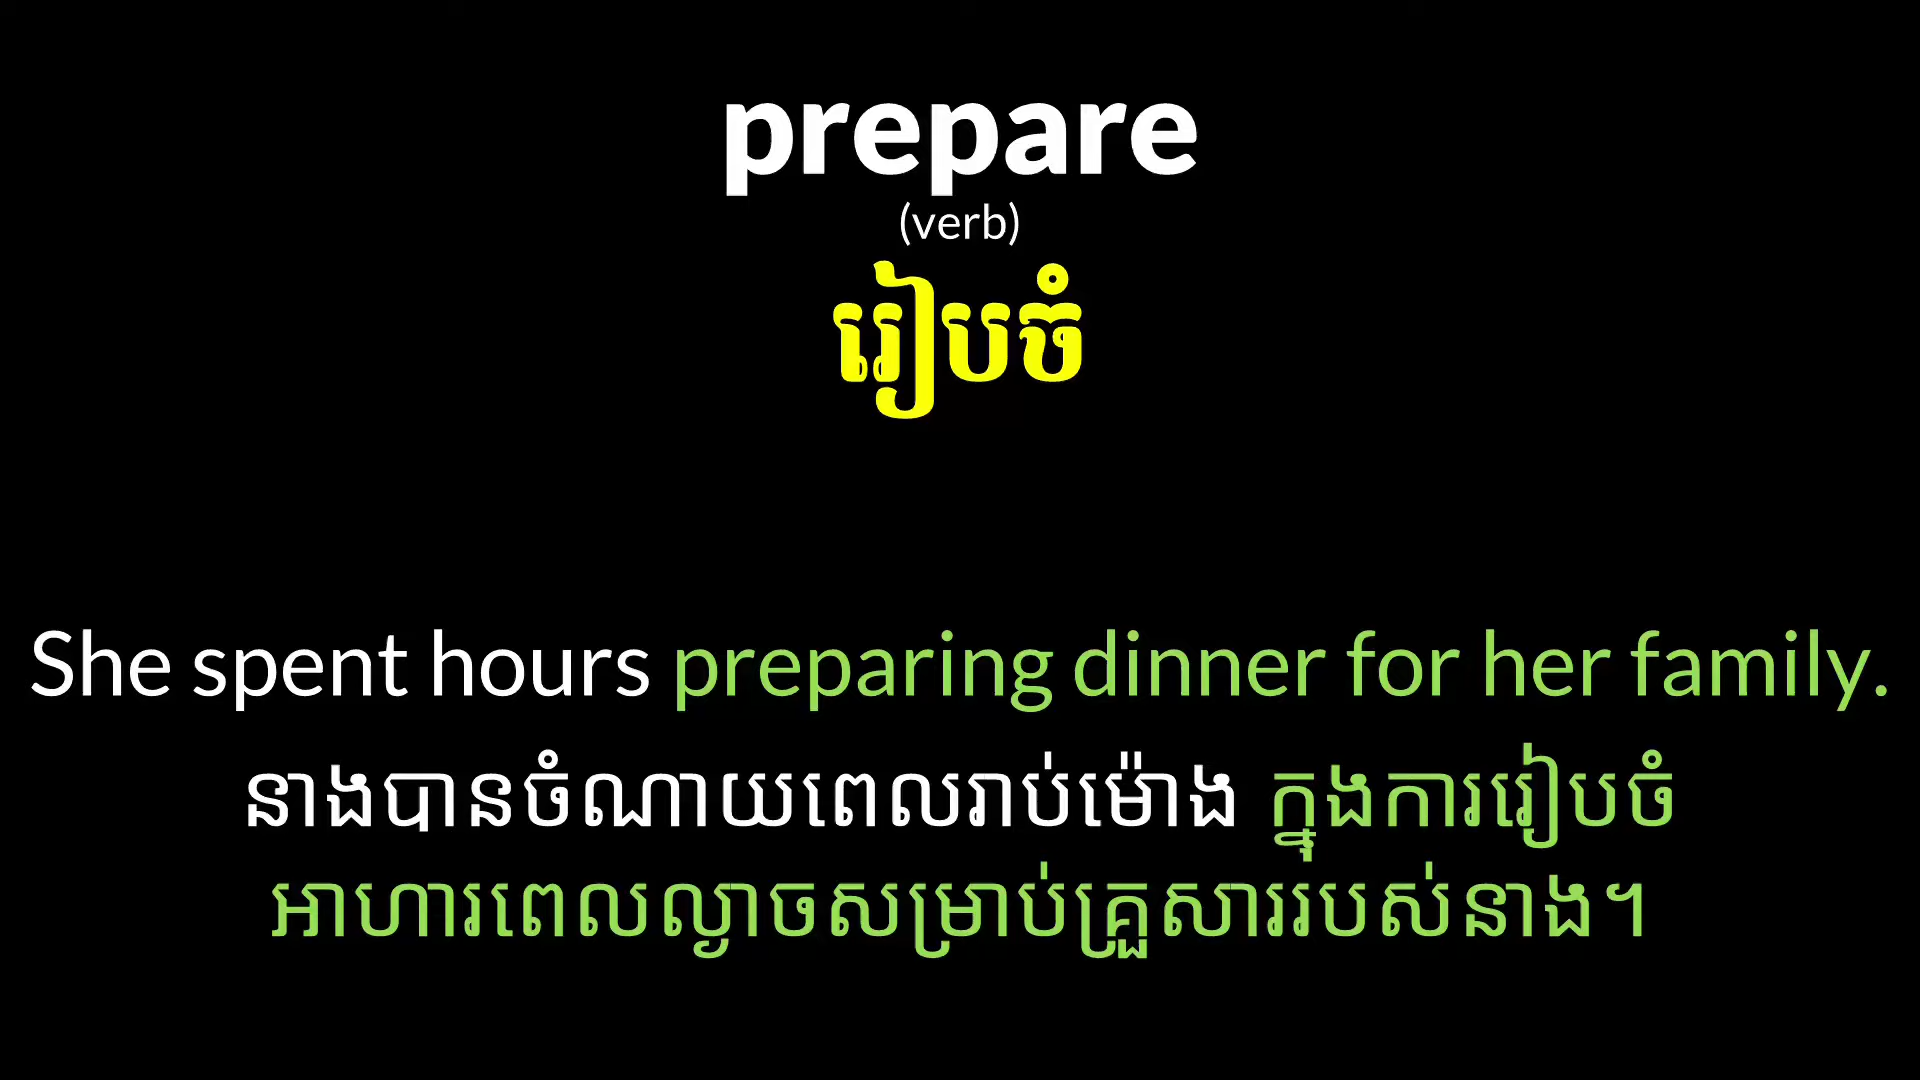 prepare
(verb)
រៀបចំ
She spent hours preparing dinner for her family.
នាងបានចំណាយពេលរាប់ម៉ោង ក្នុងការរៀបចំ
អាហារពេលល្ងាចសម្រាប់គ្រួសាររបស់នាង។